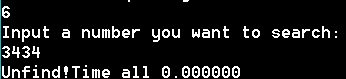 6
Input a number you want to search:
3434
Unfind!Time all 0.000000